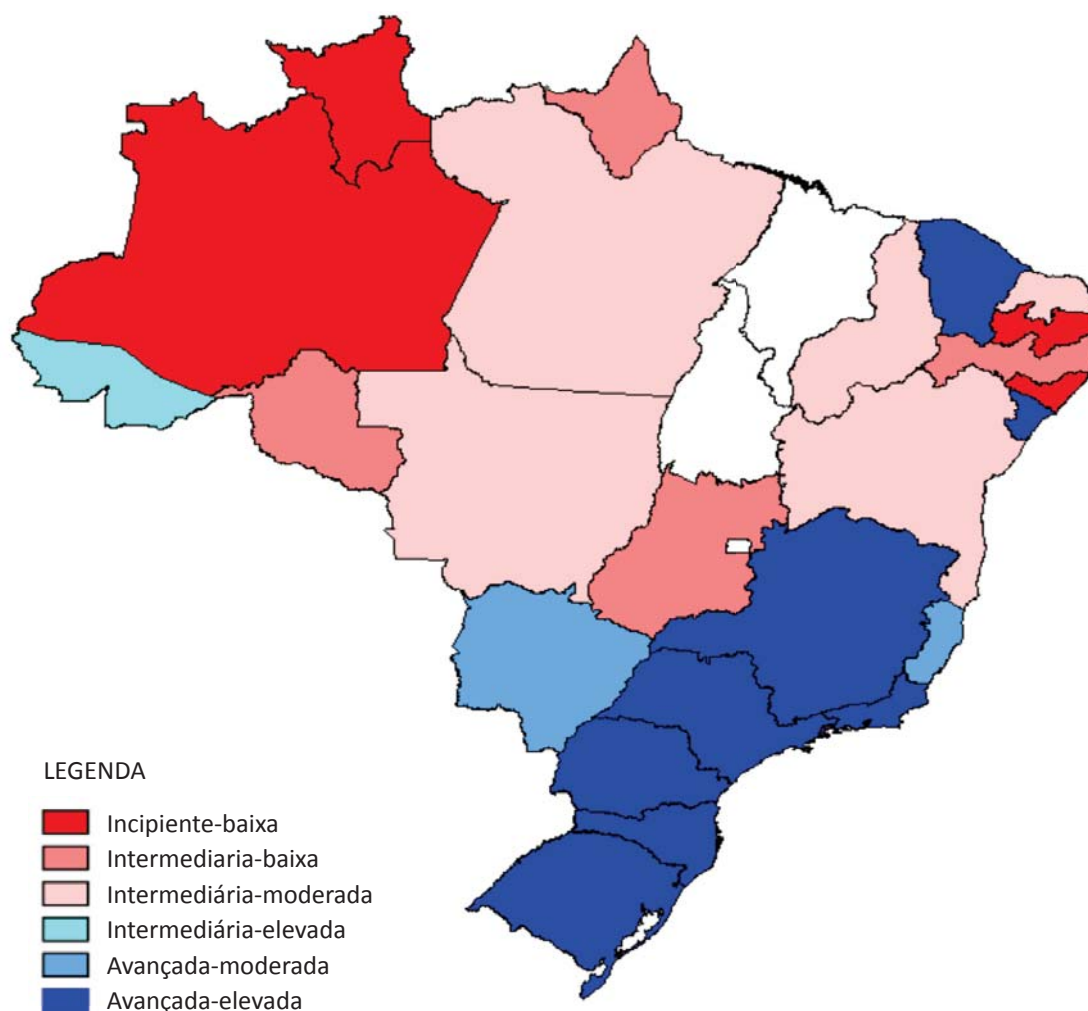 LEGENDA
Incipiente-baixa
Intermediaria-baixa
Intermediária-moderada
Intermediária-elevada
Avançada-moderada
Avançada-elevada